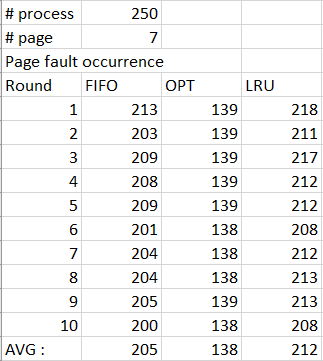 # process 250
# page 7
Page fault occurrence
Round FIFO OPT LRU
1 213 139 218
2 203 139 211
3 209 139 217
4 208 139 212
5 209 139 212
6 201 138 208
7 204 138 212
8 204 138 213
9 205 139 213
10 200 138 208
AVG : 205 138 212